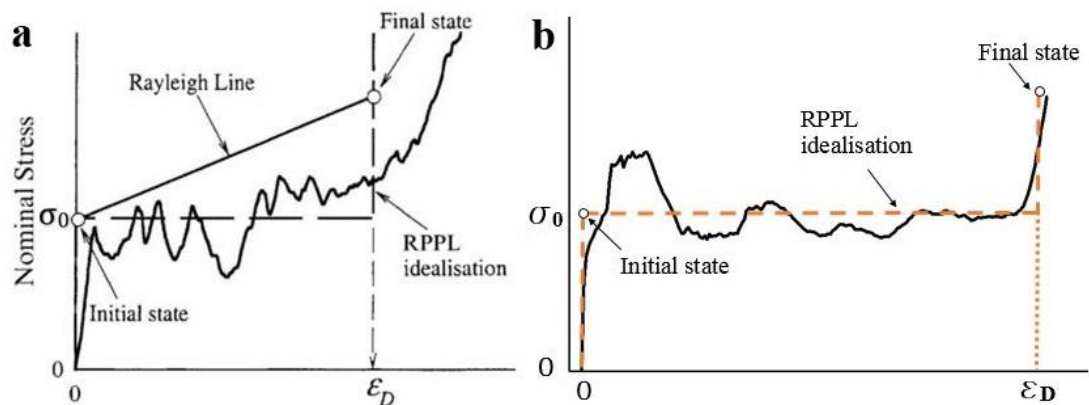 a
Final state
Rayleigh Line
Nominal Stress
σ0
RPPL
idealisation
Initial state
0
0
εD
b
Final state
RPPL
idealisation
σ0
Initial state
0
0
εD